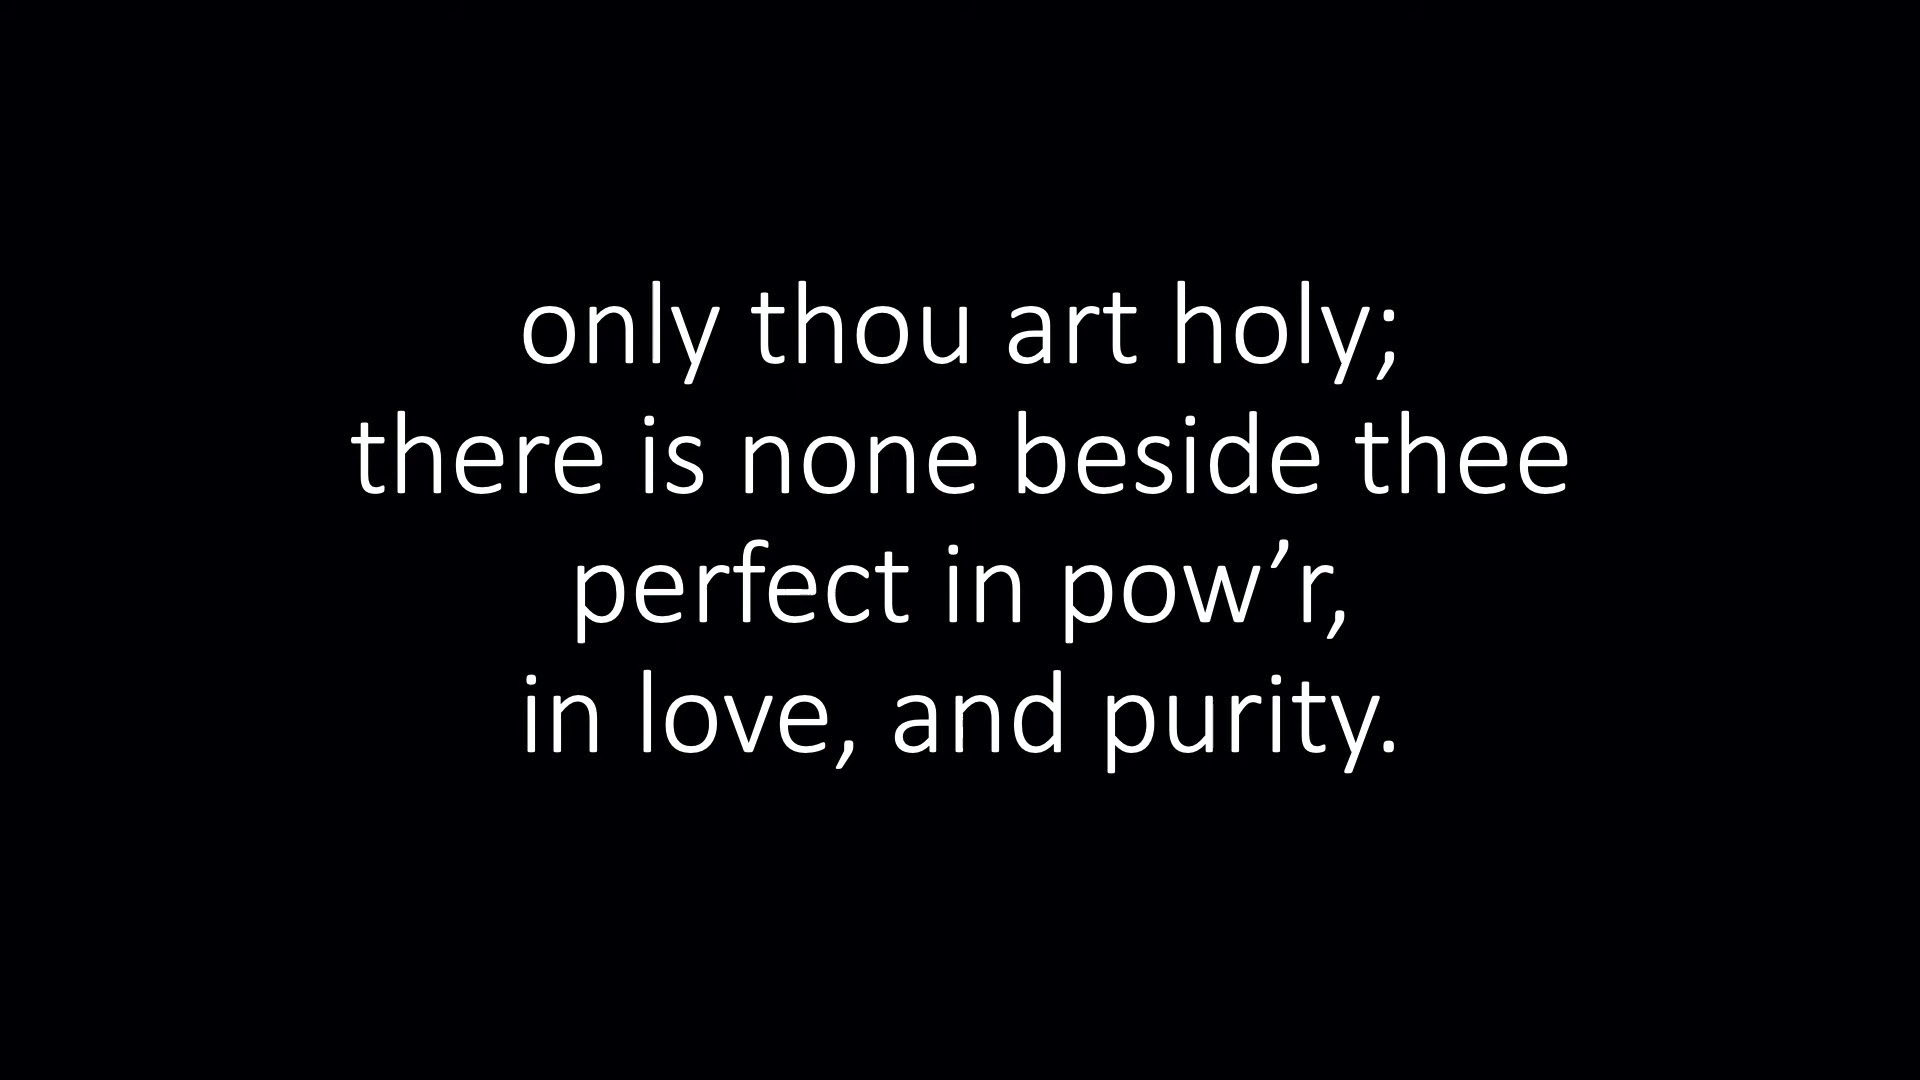 only thou art holy;
there is none beside thee
perfect in pow’r,
in love, and purity.